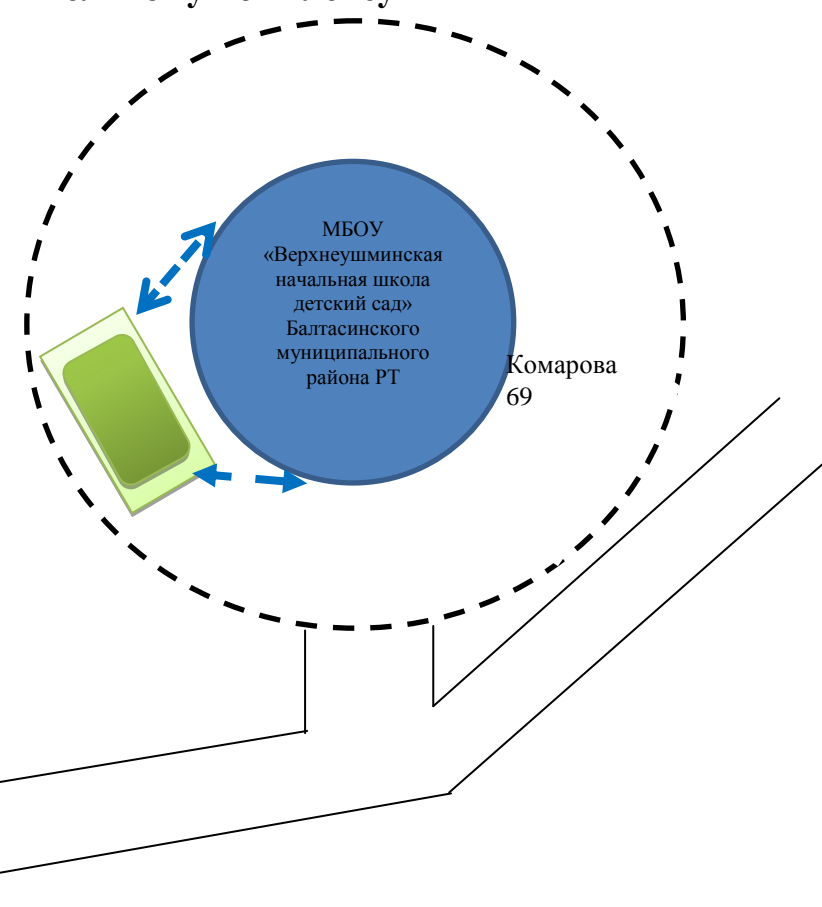 МБОУ
«Верхнеушминская
начальная школа
детский сад»
Балтасинского
муниципального
района РТ
Комарова
69